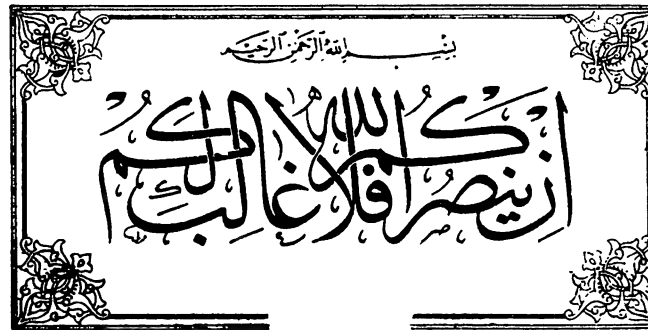 بسم الله الرحمن الرحيم
إن ينصركم الله فلا غالب لكم